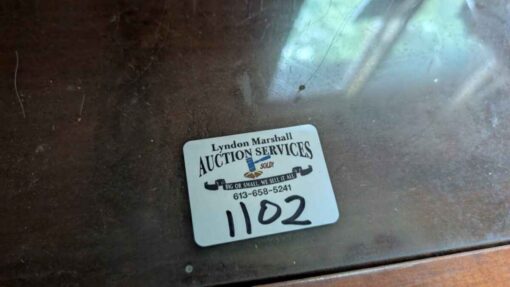 Lyndon Marshall
AUCTION SERVICES
SOLD!
BIG OR SMALL, WE SELL IT ALL
613-658-5241
1102